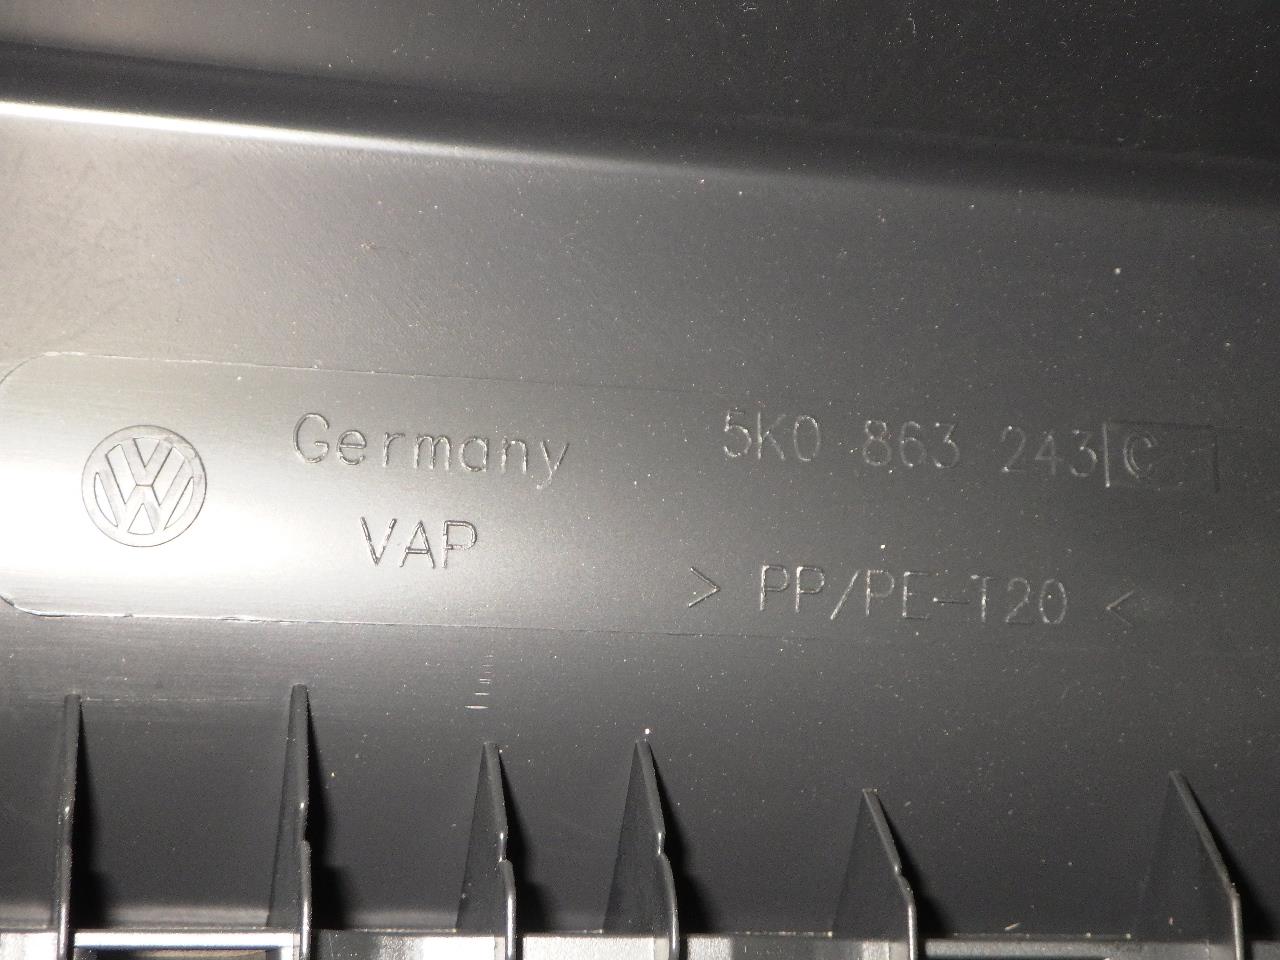 Germany 5K0 863 243 C
VAP
> PP/PE-T20 <